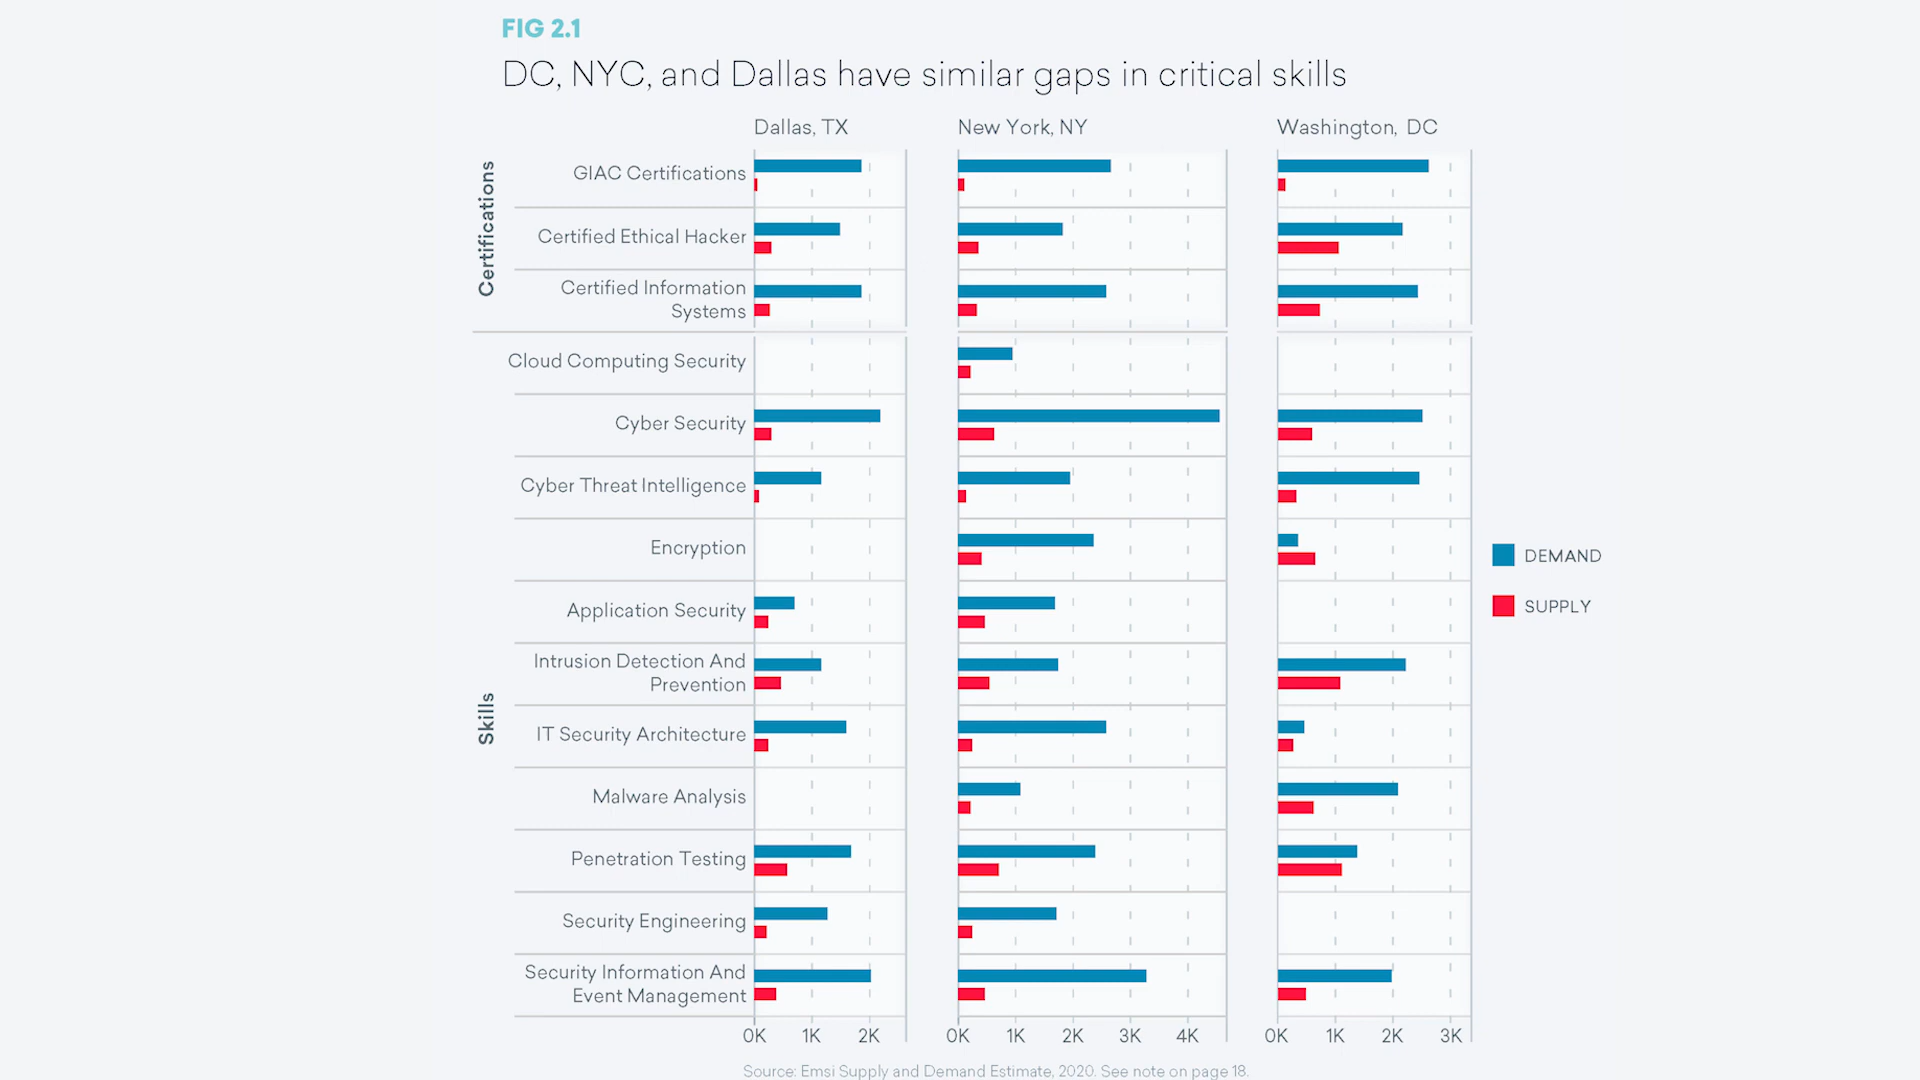 FIG 2.1
DC, NYC, and Dallas have similar gaps in critical skills
Dallas, TX
New York, NY
Washington, DC
Certifications
GIAC Certifications
Certified Ethical Hacker
Certified Information
Systems
Skills
Cloud Computing Security
Cyber Security
Cyber Threat Intelligence
Encryption
Application Security
Intrusion Detection And
Prevention
IT Security Architecture
Malware Analysis
Penetration Testing
Security Engineering
Security Information And
Event Management
DEMAND
SUPPLY
0K 1K 2K
0K 1K 2K 3K 4K
0K 1K 2K 3K
Source: Emsi Supply and Demand Estimate, 2020. See note on page 18.